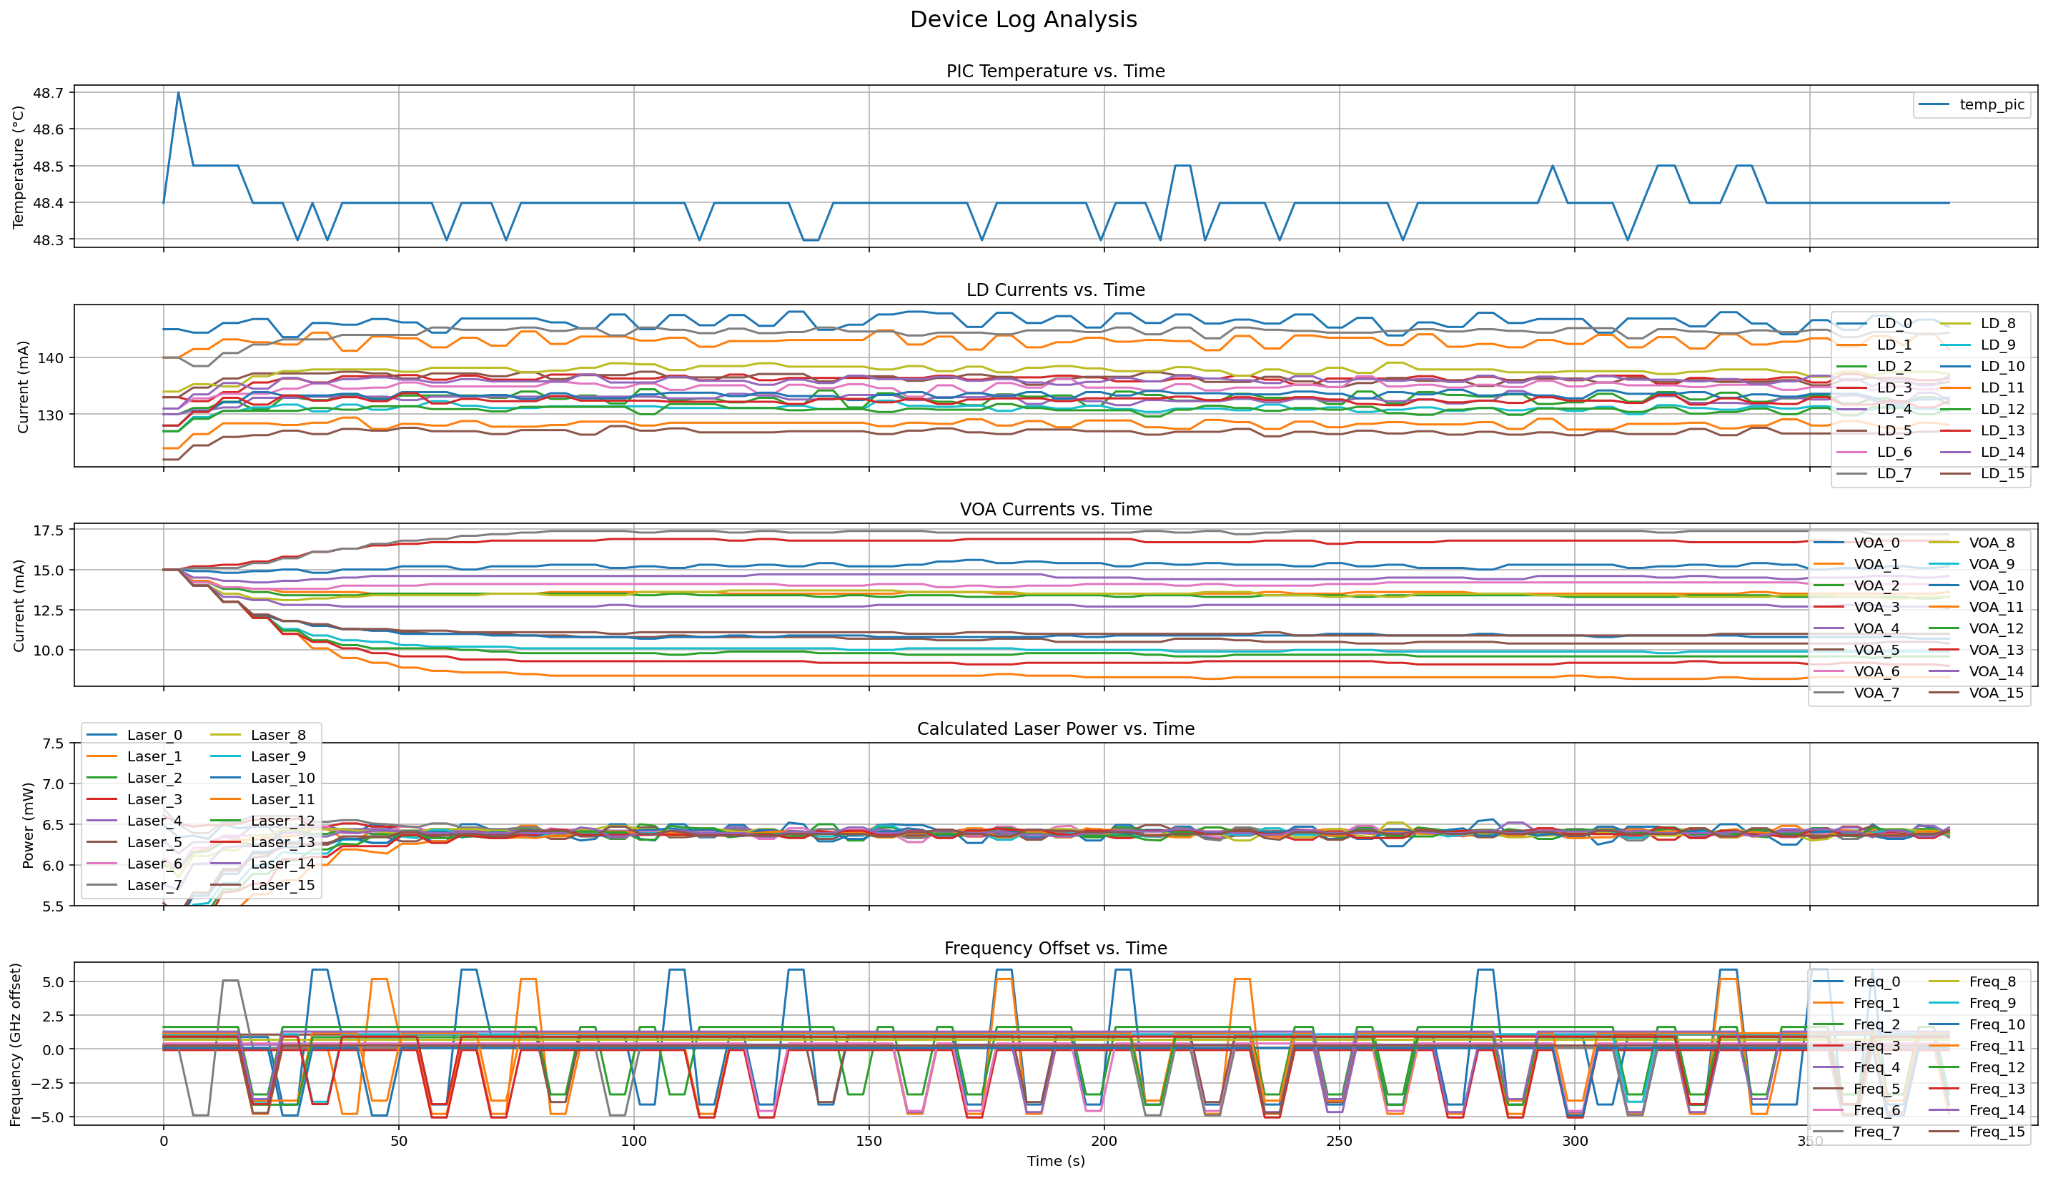 Device Log Analysis
PIC Temperature vs. Time
Temperature (°C)
48.7
48.6
48.5
48.4
48.3
temp_pic
LD Currents vs. Time
Current (mA)
140
130
LD_0 LD_8
LD_1 LD_9
LD_2 LD_10
LD_3 LD_11
LD_4 LD_12
LD_5 LD_13
LD_6 LD_14
LD_7 LD_15
VOA Currents vs. Time
Current (mA)
17.5
15.0
12.5
10.0
VOA_0 VOA_8
VOA_1 VOA_9
VOA_2 VOA_10
VOA_3 VOA_11
VOA_4 VOA_12
VOA_5 VOA_13
VOA_6 VOA_14
VOA_7 VOA_15
Calculated Laser Power vs. Time
Power (mW)
7.5
7.0
6.5
6.0
5.5
Laser_0 Laser_8
Laser_1 Laser_9
Laser_2 Laser_10
Laser_3 Laser_11
Laser_4 Laser_12
Laser_5 Laser_13
Laser_6 Laser_14
Laser_7 Laser_15
Frequency Offset vs. Time
Frequency (GHz offset)
5.0
2.5
0.0
−2.5
−5.0
Freq_0 Freq_8
Freq_1 Freq_9
Freq_2 Freq_10
Freq_3 Freq_11
Freq_4 Freq_12
Freq_5 Freq_13
Freq_6 Freq_14
Freq_7 Freq_15
0 50 100 150 200 250 300 350
Time (s)